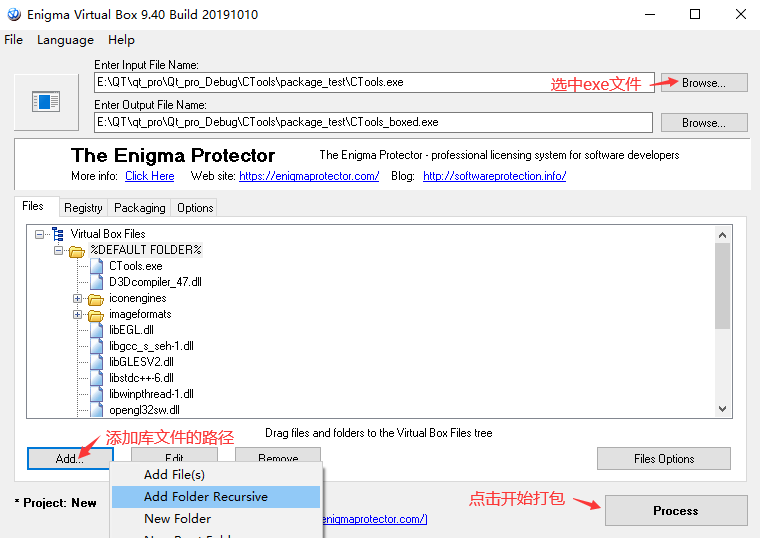 Enigma Virtual Box 9.40 Build 20191010
File Language Help
Enter Input File Name:
E:\QT\qt_pro\Qt_pro_Debug\CTools\package_test\CTools.exe
选中exe文件
Browse...
Enter Output File Name:
E:\QT\qt_pro\Qt_pro_Debug\CTools\package_test\CTools_boxed.exe
Browse...
The Enigma Protector
The Enigma Protector - professional licensing system for software developers
More info: Click Here Web site: https://enigmaprotector.com/ Blog: http://softwareprotection.info/
Files Registry Packaging Options
Virtual Box Files
%DEFAULT FOLDER%
CTools.exe
D3Dcompiler_47.dll
iconengines
imageformats
libEGL.dll
libgcc_s_seh-1.dll
libGLESV2.dll
libstdc++-6.dll
libwinpthread-1.dll
opengl32sw.dll
添加库文件的路径
Drag files and folders to the Virtual Box Files tree
Add... Edit Remove Files Options
Add File(s)
Add Folder Recursive
New Folder
* Project: New
点击开始打包
Process
enigmaprotector.com/]